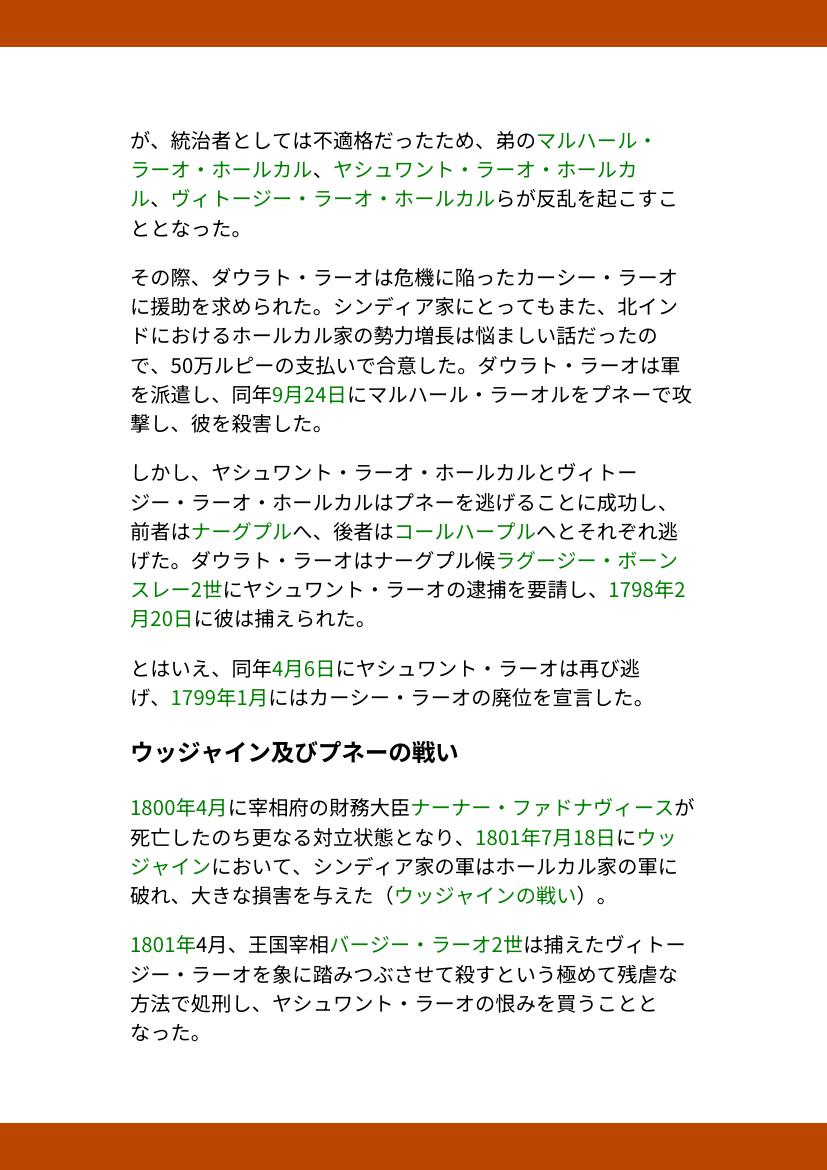 が、統治者としては不適格だったため、弟のマルハール・
ラーオ・ホールカル、ヤシュワント・ラーオ・ホールカ
ル、ヴィトージー・ラーオ・ホールカルらが反乱を起こすこ
ととなった。
その際、ダウラト・ラーオは危機に陥ったカーシー・ラーオ
に援助を求められた。シンディア家にとってもまた、北イン
ドにおけるホールカル家の勢力増長は悩ましい話だったの
で、50万ルピーの支払いで合意した。ダウラト・ラーオは軍
を派遣し、同年9月24日にマルハール・ラーオルをプネーで攻
撃し、彼を殺害した。
しかし、ヤシュワント・ラーオ・ホールカルとヴィトー
ジー・ラーオ・ホールカルはプネーを逃げることに成功し、
前者はナーグプルへ、後者はコールハープルへとそれぞれ逃
げた。ダウラト・ラーオはナーグプル候ラグージー・ボーン
スレー2世にヤシュワント・ラーオの逮捕を要請し、1798年2
月20日に彼は捕えられた。
とはいえ、同年4月6日にヤシュワント・ラーオは再び逃
げ、1799年1月にはカーシー・ラーオの廃位を宣言した。
ウッジャイン及びプネーの戦い
1800年4月に宰相府の財務大臣ナーナー・ファドナヴィースが
死亡したのち更なる対立状態となり、1801年7月18日にウッ
ジャインにおいて、シンディア家の軍はホールカル家の軍に
破れ、大きな損害を与えた（ウッジャインの戦い）。
1801年4月、王国宰相バージー・ラーオ2世は捕えたヴィトー
ジー・ラーオを象に踏みつぶさせて殺すという極めて残虐な
方法で処刑し、ヤシュワント・ラーオの恨みを買うことと
なった。